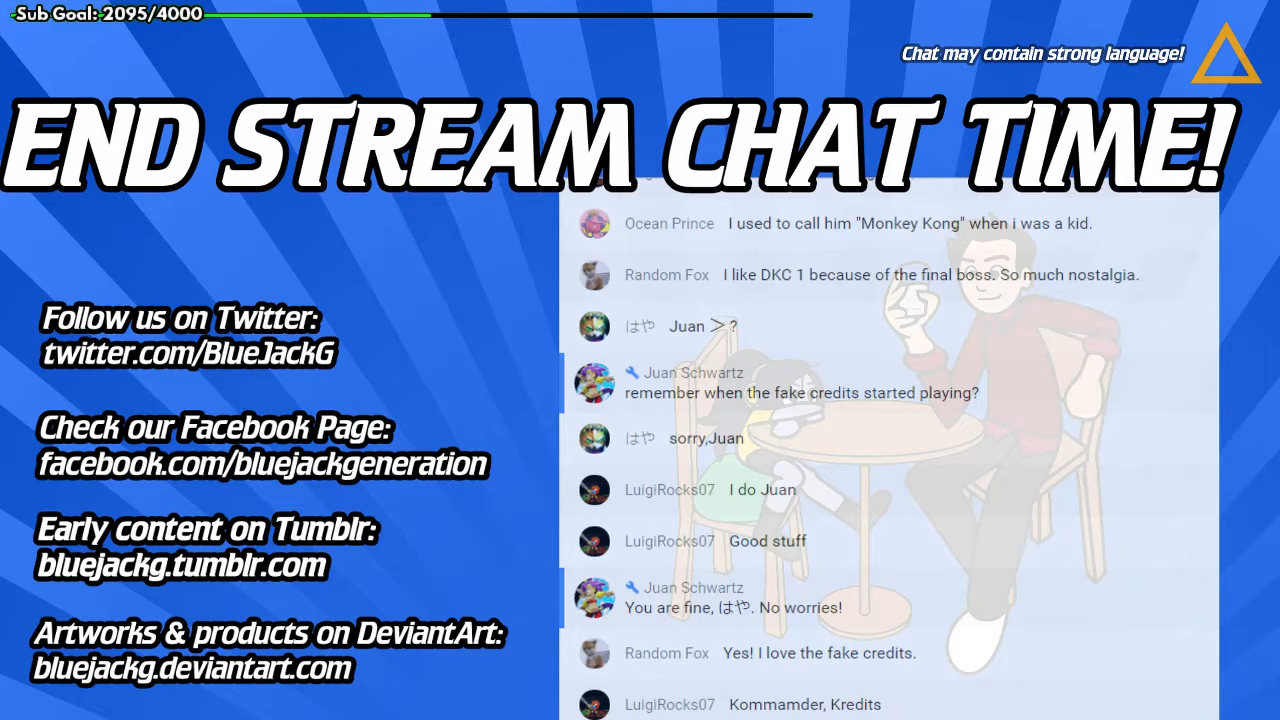 Sub Goal: 2095/4000
Chat may contain strong language!
END STREAM CHAT TIME!
Ocean Prince I used to call him "Monkey Kong" when i was a kid.
Random Fox I like DKC 1 because of the final boss. So much nostalgia.
はや Juan ＞ ?
Juan Schwartz
remember when the fake credits started playing?
はや sorry,Juan
LuigiRocks07 I do Juan
LuigiRocks07 Good stuff
Juan Schwartz
You are fine, はや. No worries!
Random Fox Yes! I love the fake credits.
LuigiRocks07 Kommamder, Kredits
Follow us on Twitter:
twitter.com/BlueJackG
Check our Facebook Page:
facebook.com/bluejackgeneration
Early content on Tumblr:
bluejackg.tumblr.com
Artworks & products on DeviantArt:
bluejackg.deviantart.com